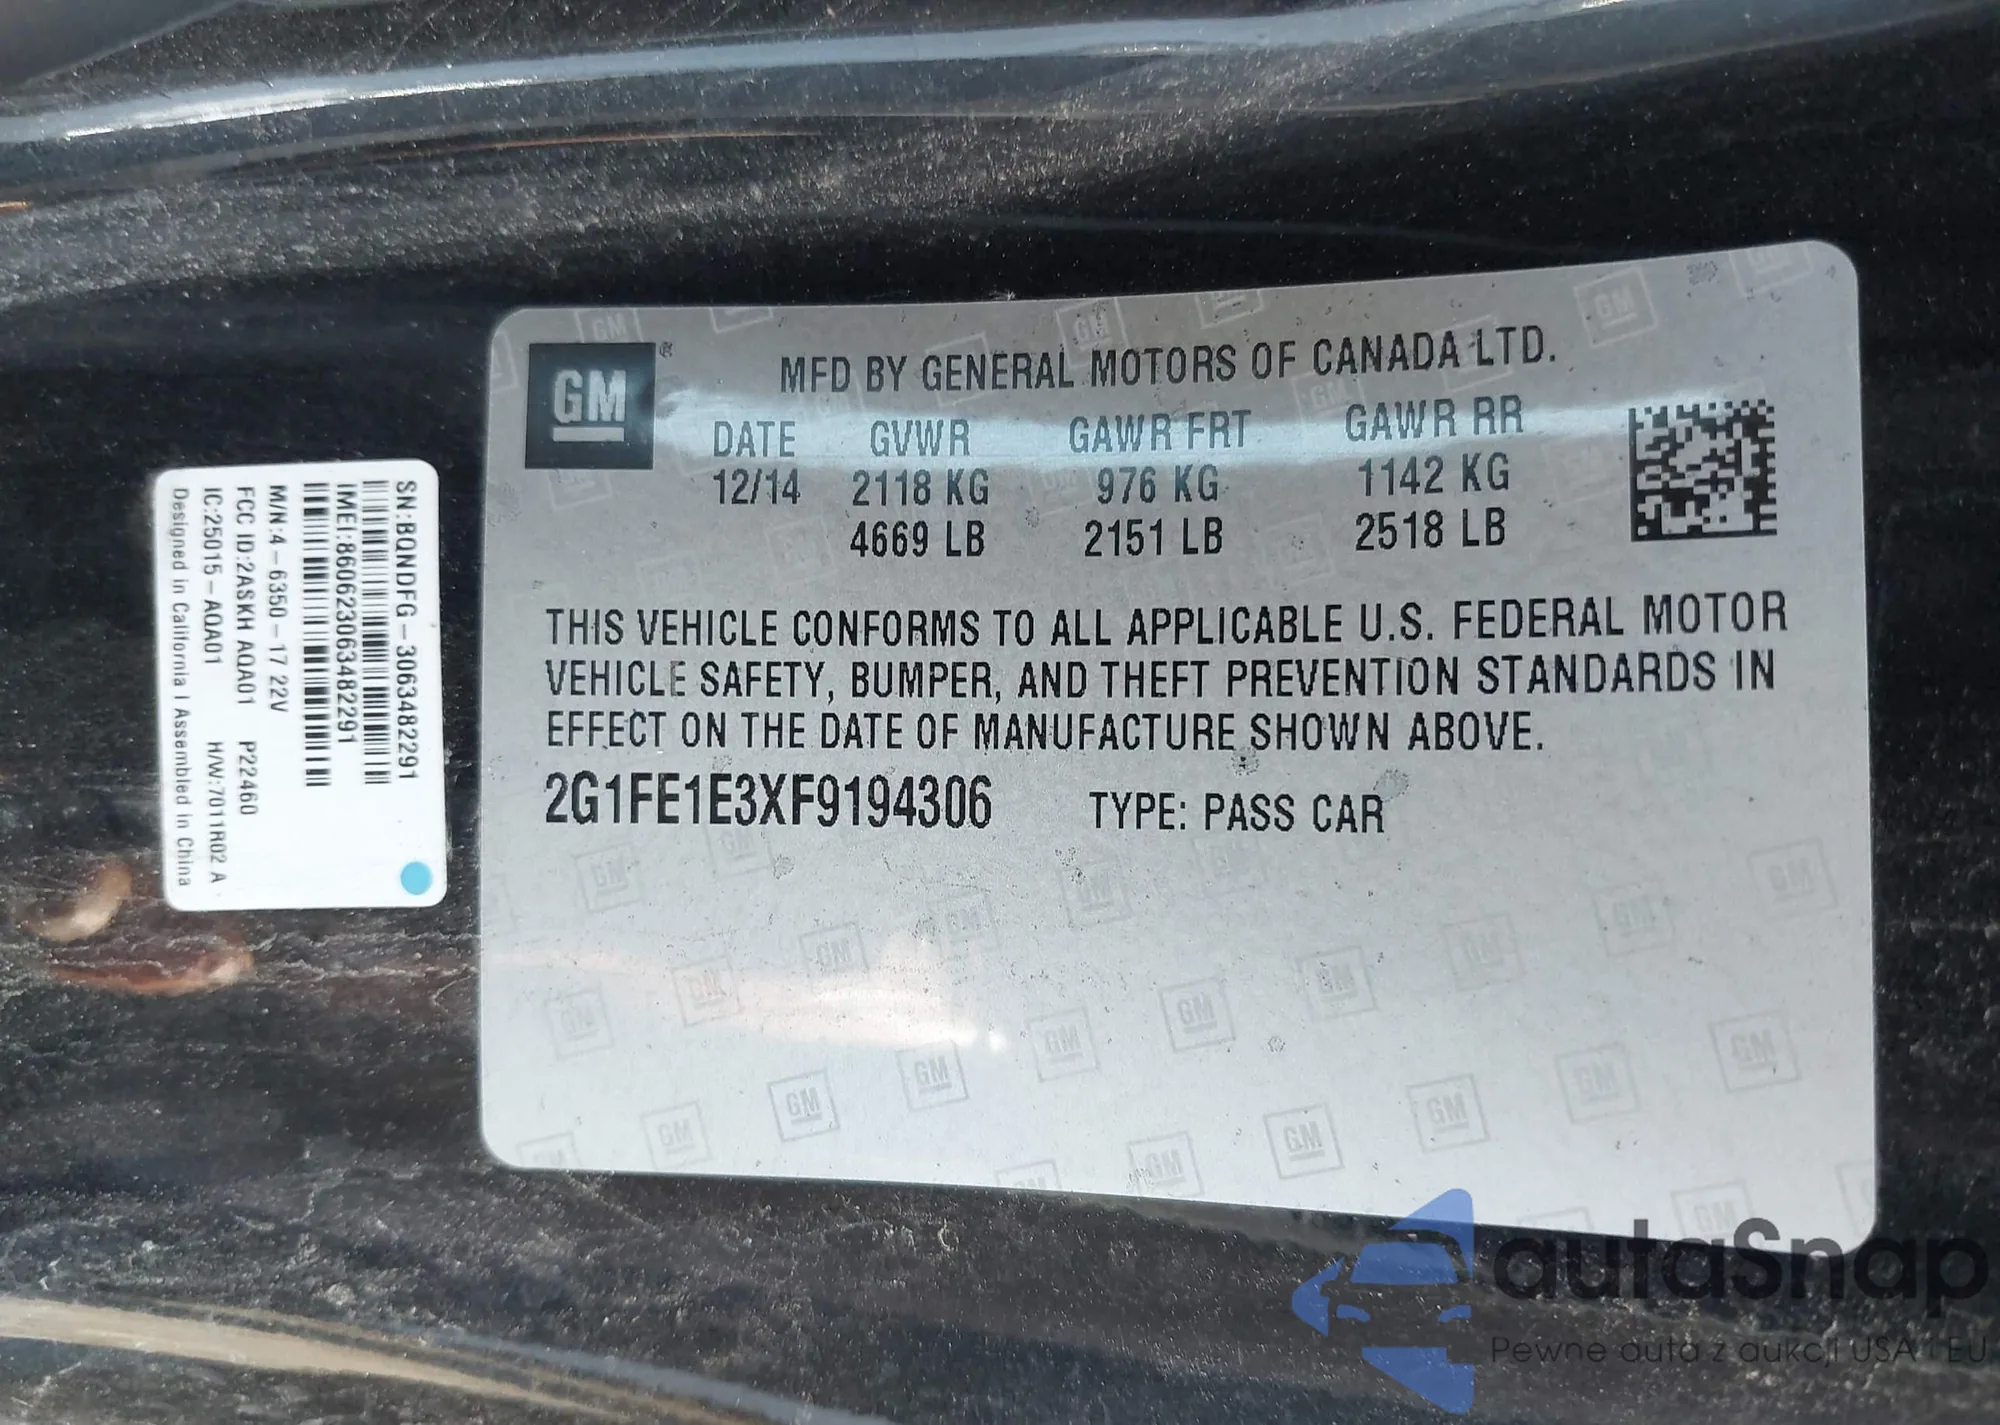 SN:BQNDFG-3063482291
IMEI:860623063482291
M/N:4-6350-17 22V
FCC ID:2ASKH AQA01 P22460
IC:25015-AQA01 H/W:7011R02 A
Designed in California | Assembled in China
GM®
MFD BY GENERAL MOTORS OF CANADA LTD.
DATE GVWR GAWR FRT GAWR RR
12/14 2118 KG 976 KG 1142 KG
4669 LB 2151 LB 2518 LB
THIS VEHICLE CONFORMS TO ALL APPLICABLE U.S. FEDERAL MOTOR
VEHICLE SAFETY, BUMPER, AND THEFT PREVENTION STANDARDS IN
EFFECT ON THE DATE OF MANUFACTURE SHOWN ABOVE.
2G1FE1E3XF9194306 TYPE: PASS CAR
autaSnap
Pewne auta z aukcji USA i EU